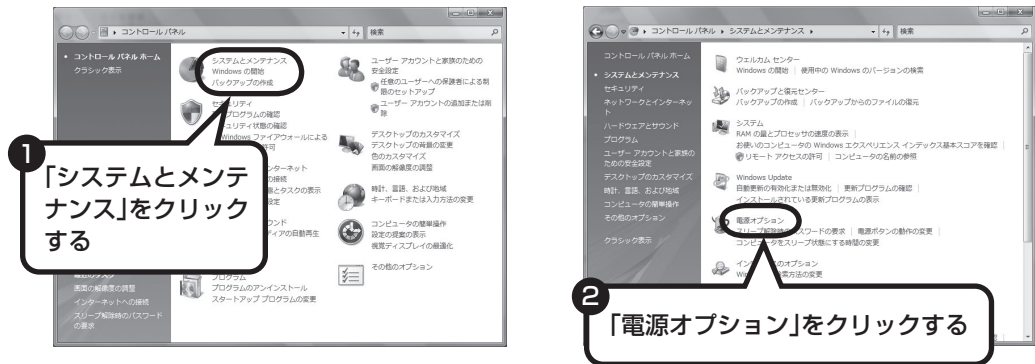 コントロール パネル
検索
コントロール パネル ホーム
クラシック表示
システムとメンテナンス
Windows の開始
バックアップの作成
セキュリティ
プログラムの確認
ュリティ状態の確認
Windows ファイアウォールによる
許可
ターネット
の接続
とタスクの表示
設定
ウンド
ィアの自動再生
プログラム
プログラムのアンインストール
スタートアップ プログラムの変更
ユーザー アカウントと家族のための
安全設定
任意のユーザーへの保護者による制
限のセットアップ
ユーザー アカウントの追加または削
除
デスクトップのカスタマイズ
デスクトップの背景の変更
色のカスタマイズ
画面の解像度の調整
時計、言語、および地域
キーボードまたは入力方法の変更
コンピュータの簡単操作
設定の提案の表示
視覚ディスプレイの最適化
その他のオプション
最近のタスク
画面の解像度の調整
インターネットへの接続
スリープ解除時のパスワード
の要求
1
「システムとメンテ
ナンス」をクリック
する
コントロール パネル システムとメンテナンス
検索
コントロール パネル ホーム
システムとメンテナンス
セキュリティ
ネットワークとインターネッ
ト
ハードウェアとサウンド
プログラム
ユーザー アカウントと家族の
ための安全設定
デスクトップのカスタマイズ
時計、言語、および地域
コンピュータの簡単操作
その他のオプション
クラシック表示
ウェルカム センター
Windows の開始 | 使用中の Windows のバージョンの検索
バックアップと復元センター
バックアップの作成 | バックアップからのファイルの復元
システム
RAM の量とプロセッサの速度の表示 |
お使いのコンピュータの Windows エクスペリエンス インデックス基本スコアを確認 |
リモート アクセスの許可 | コンピュータの名前の参照
Windows Update
自動更新の有効化または無効化 | 更新プログラムの確認 |
インストールされている更新プログラムの表示
電源オプション
スリープ解除時のパスワードの要求 | 電源ボタンの動作の変更 |
コンピュータをスリープ状態にする時間の変更
インデックスのオプション
Win 検索方法の変更
2
「電源オプション」をクリックする